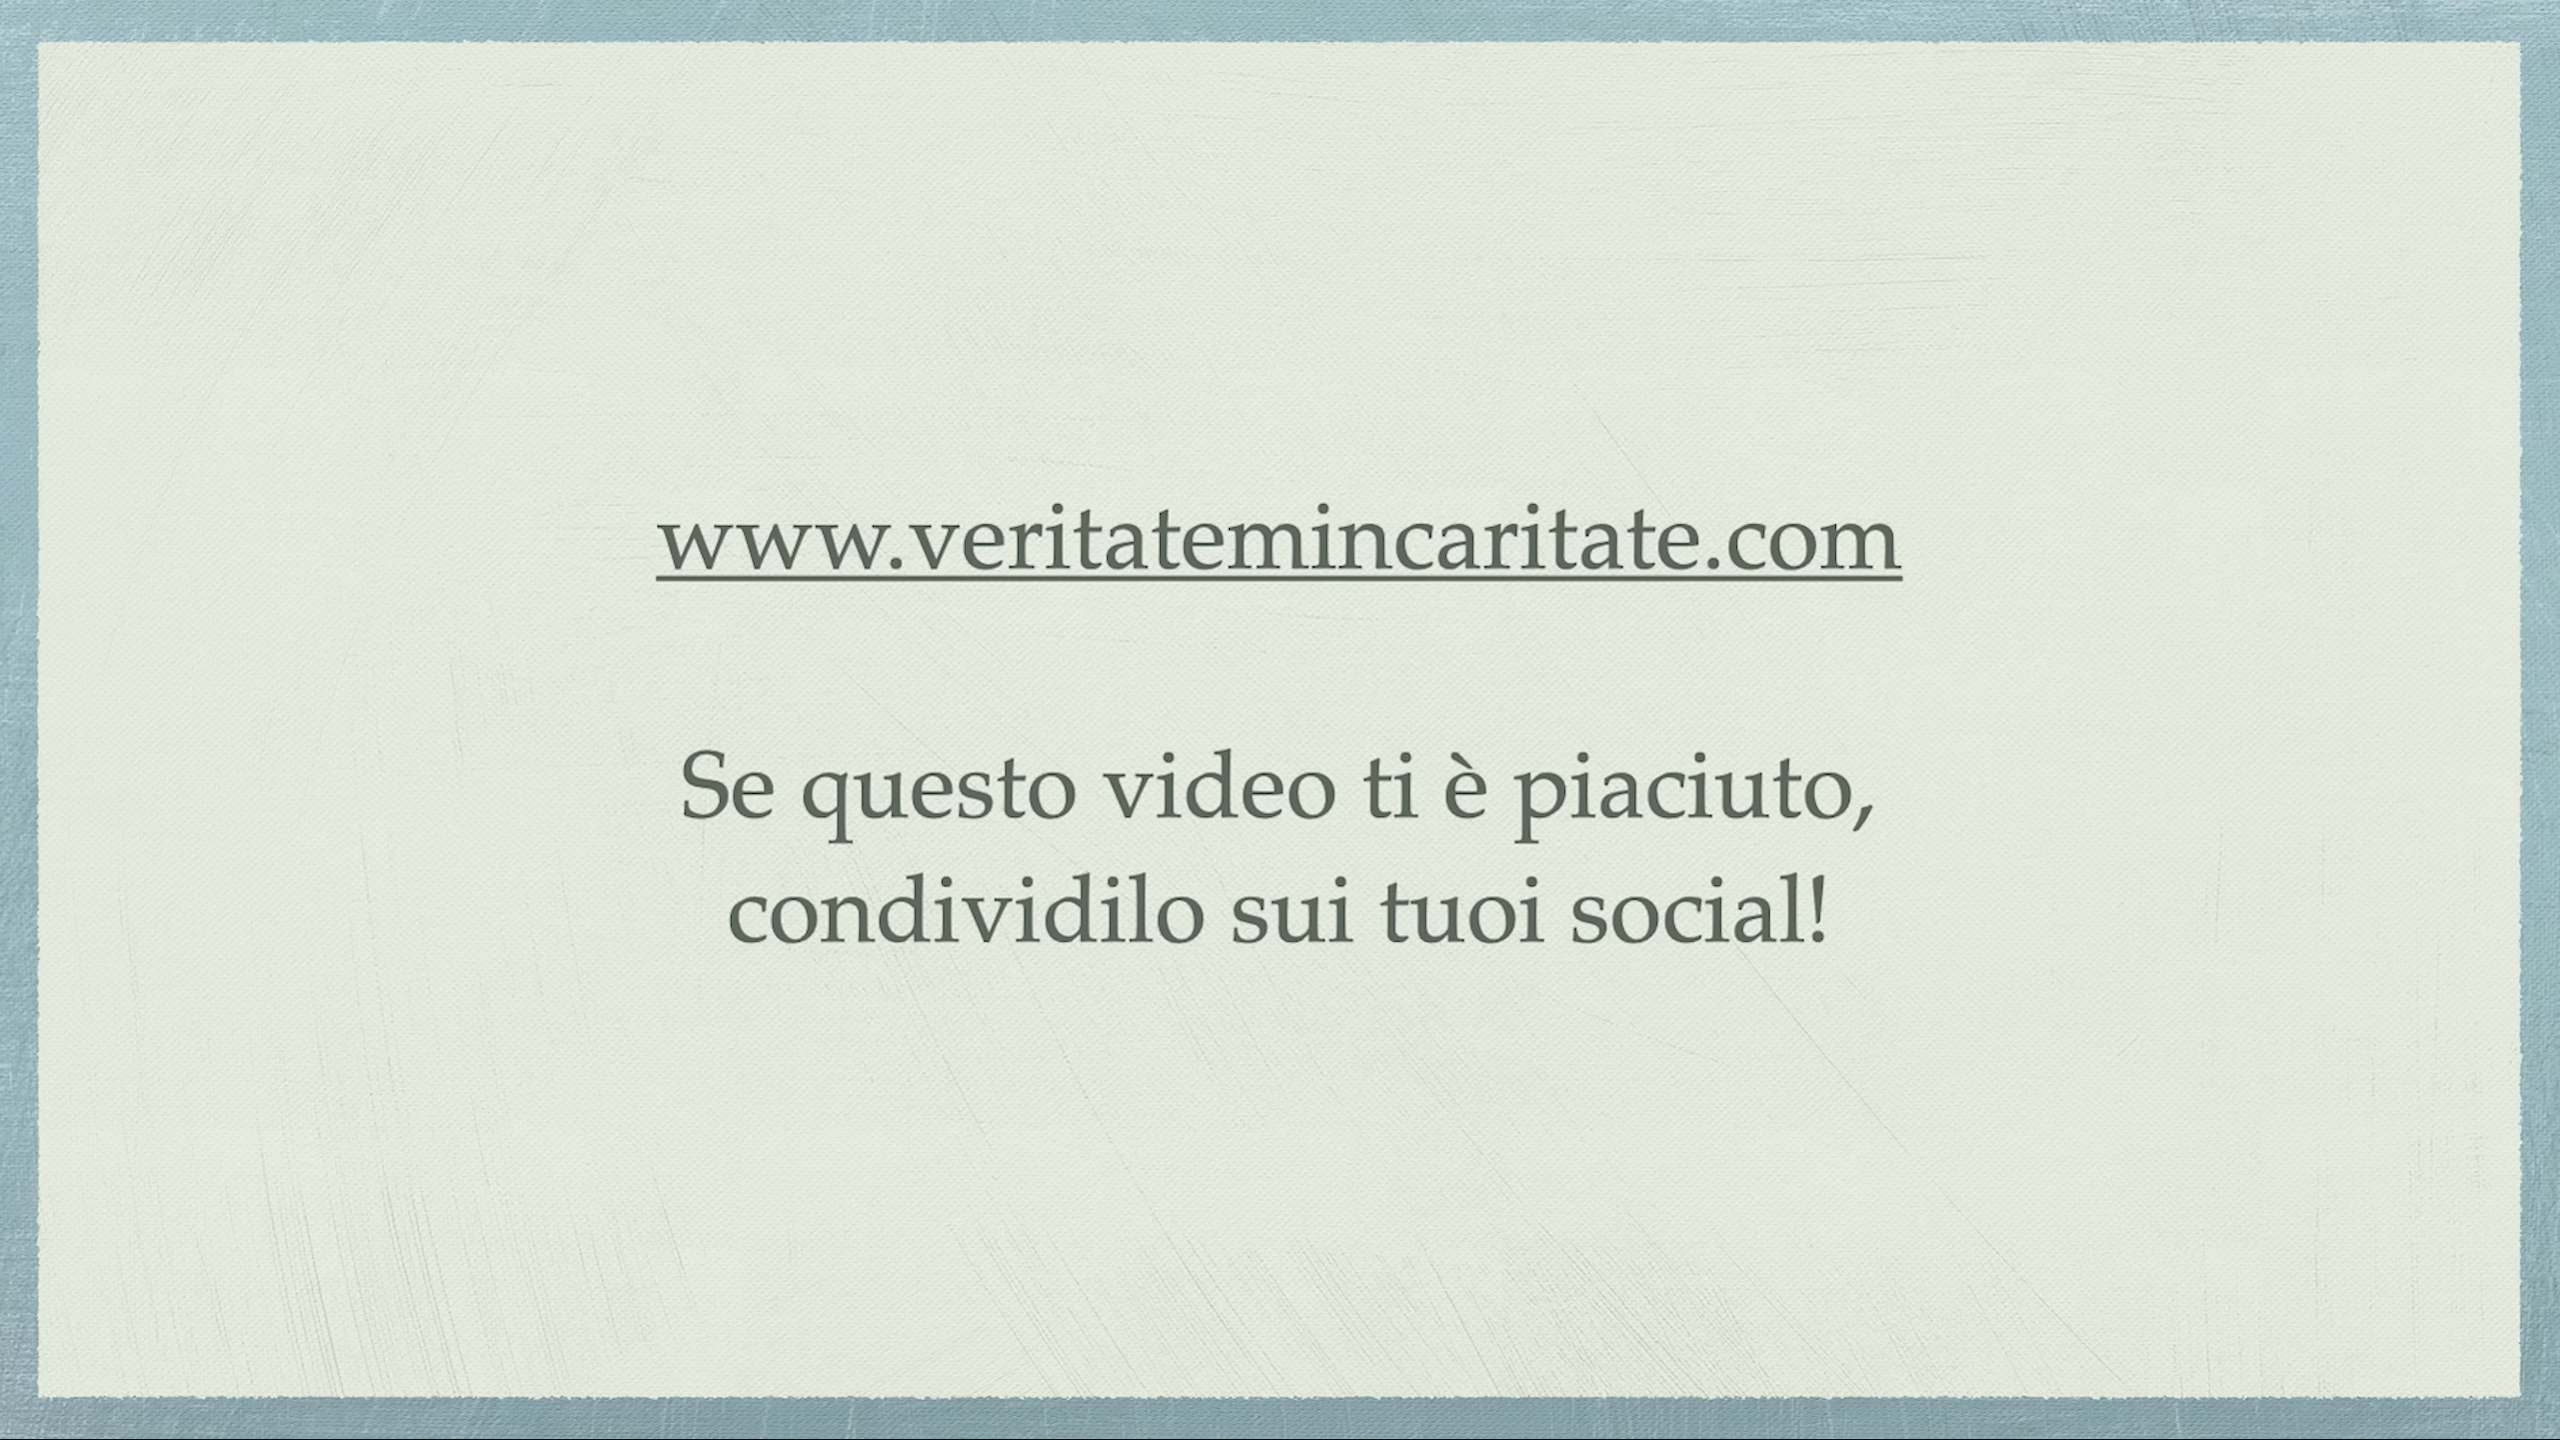 www.veritatemincaritate.com
Se questo video ti è piaciuto,
condividilo sui tuoi social!